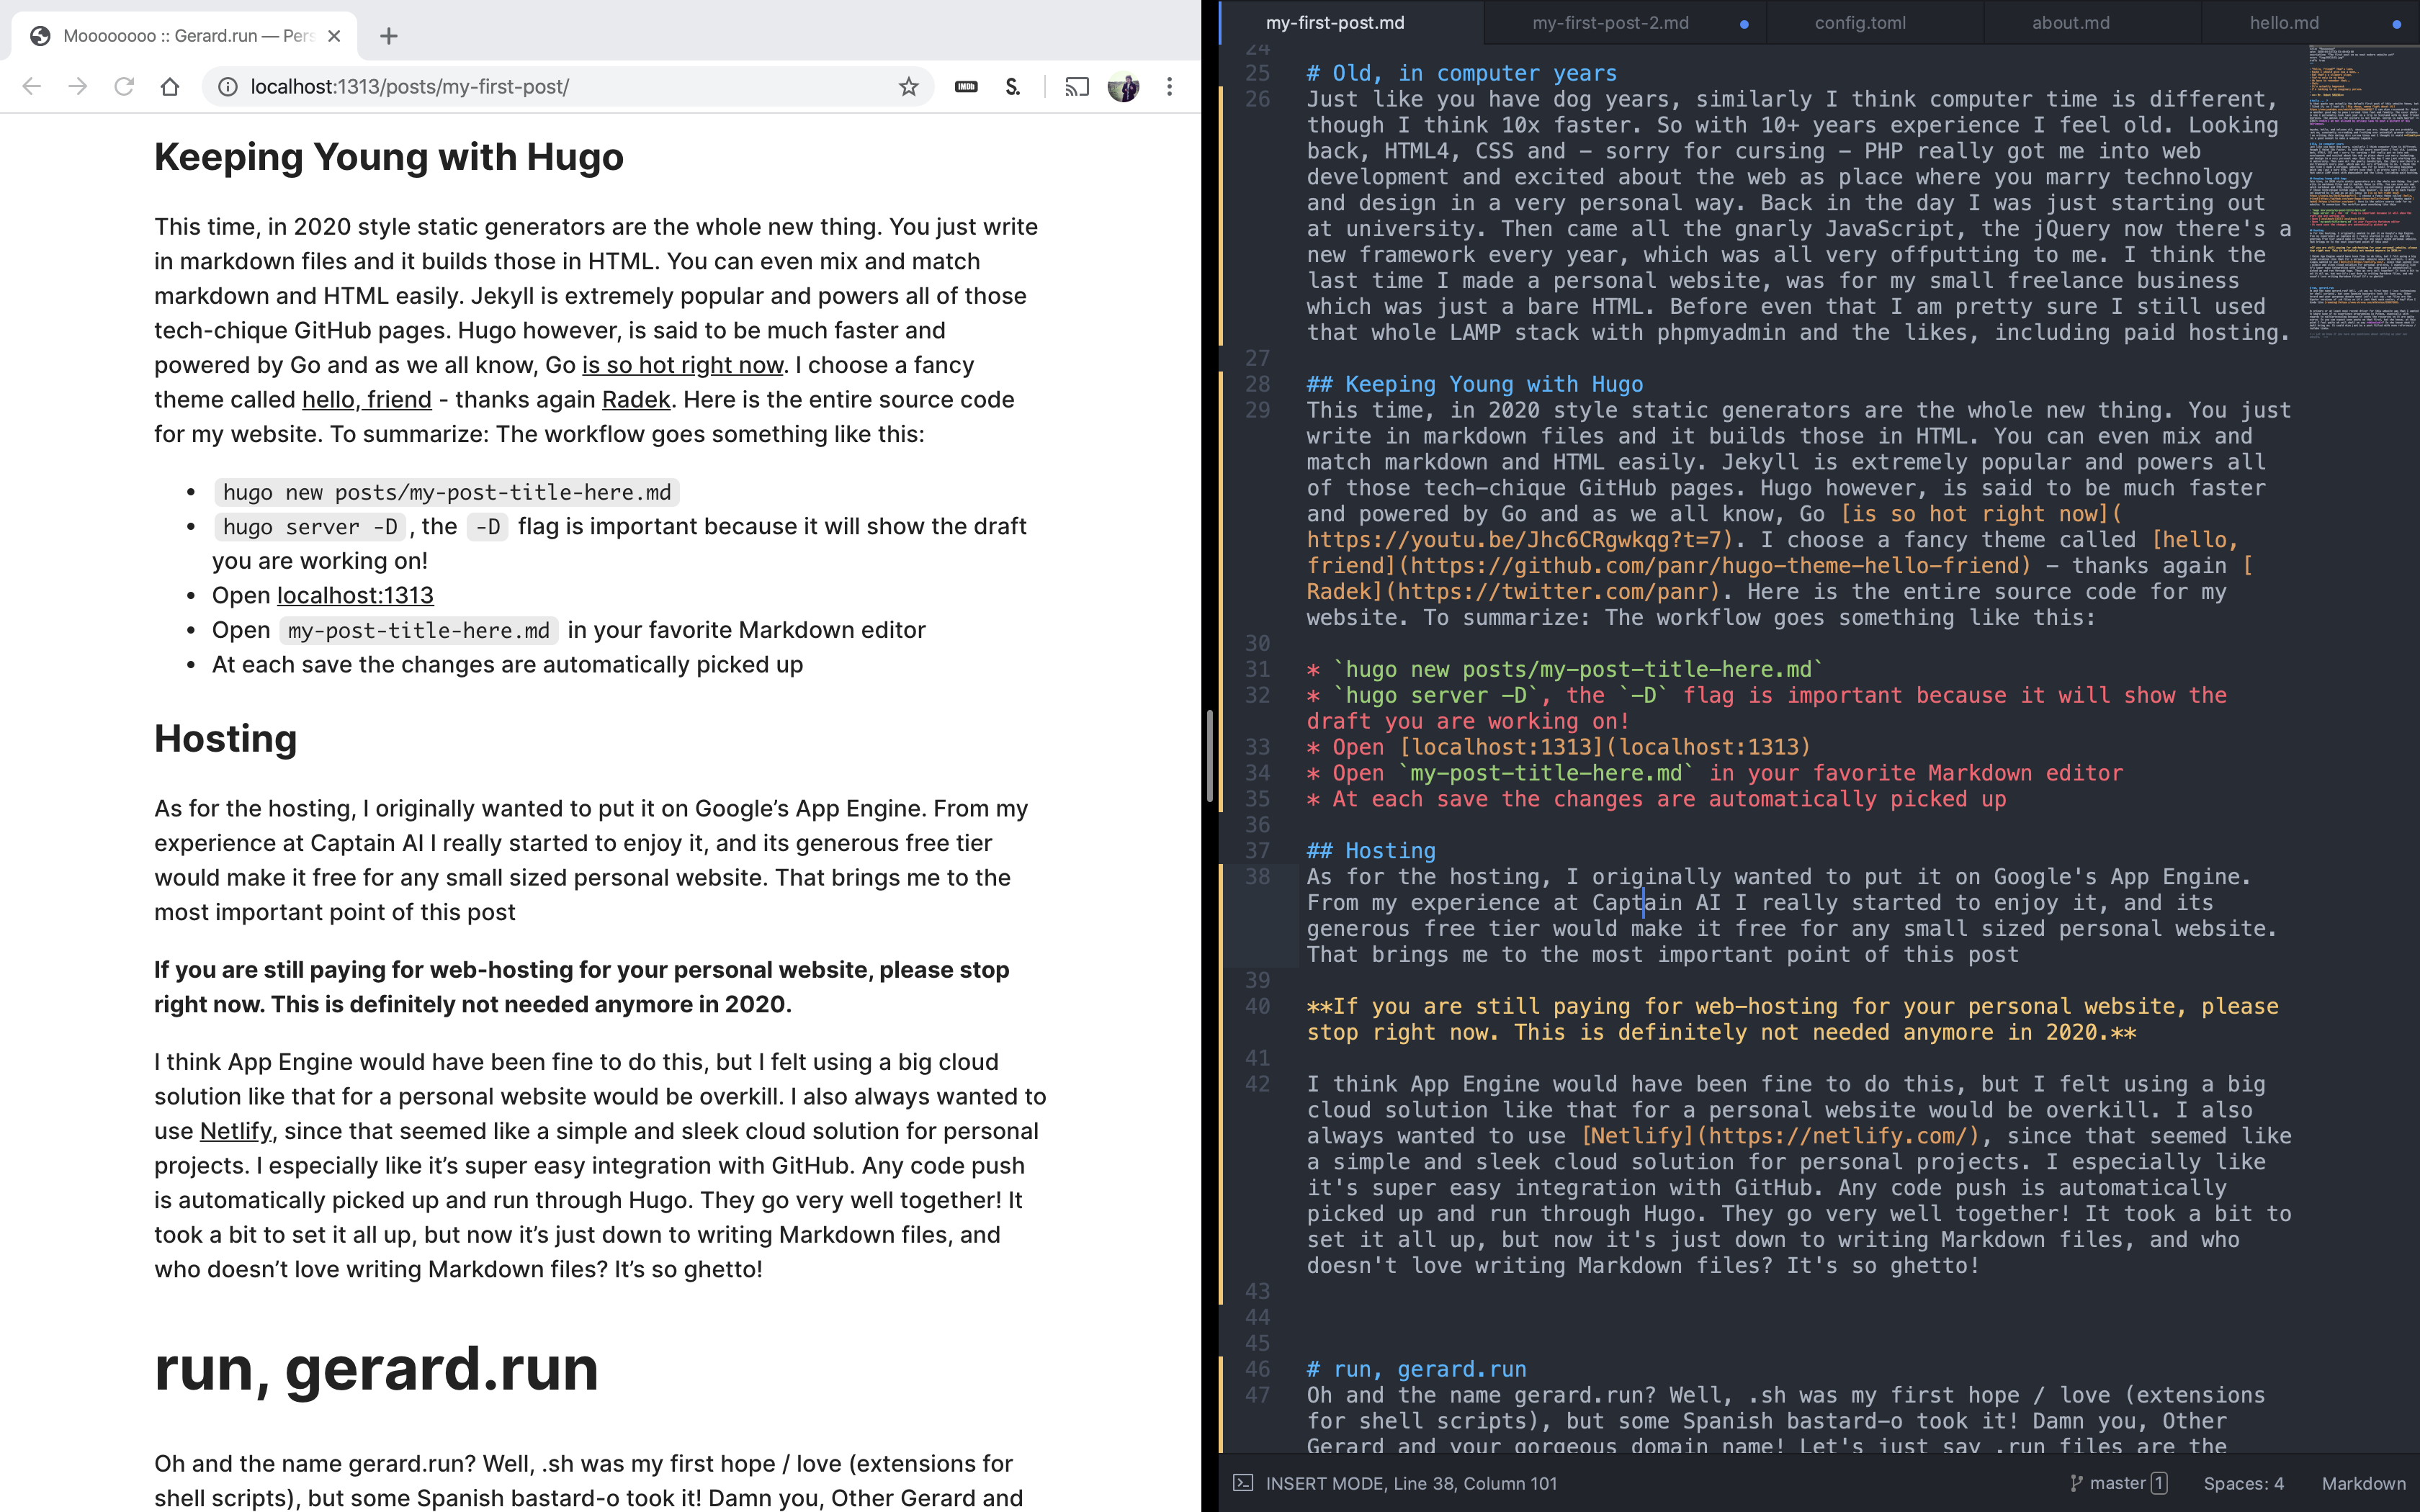 Moooooooo :: Gerard.run — Pers
localhost:1313/posts/my-first-post/
IMDb
S.
Keeping Young with Hugo
This time, in 2020 style static generators are the whole new thing. You just write
in markdown files and it builds those in HTML. You can even mix and match
markdown and HTML easily. Jekyll is extremely popular and powers all of those
tech-chique GitHub pages. Hugo however, is said to be much faster and
powered by Go and as we all know, Go is so hot right now. I choose a fancy
theme called hello, friend - thanks again Radek. Here is the entire source code
for my website. To summarize: The workflow goes something like this:
• hugo new posts/my-post-title-here.md
• hugo server -D, the -D flag is important because it will show the draft
you are working on!
• Open localhost:1313
• Open my-post-title-here.md in your favorite Markdown editor
• At each save the changes are automatically picked up
Hosting
As for the hosting, I originally wanted to put it on Google’s App Engine. From my
experience at Captain AI I really started to enjoy it, and its generous free tier
would make it free for any small sized personal website. That brings me to the
most important point of this post
If you are still paying for web-hosting for your personal website, please stop
right now. This is definitely not needed anymore in 2020.
I think App Engine would have been fine to do this, but I felt using a big cloud
solution like that for a personal website would be overkill. I also always wanted to
use Netlify, since that seemed like a simple and sleek cloud solution for personal
projects. I especially like it’s super easy integration with GitHub. Any code push
is automatically picked up and run through Hugo. They go very well together! It
took a bit to set it all up, but now it’s just down to writing Markdown files, and
who doesn’t love writing Markdown files? It’s so ghetto!
run, gerard.run
Oh and the name gerard.run? Well, .sh was my first hope / love (extensions for
shell scripts), but some Spanish bastard-o took it! Damn you, Other Gerard and
my-first-post.md
my-first-post-2.md
config.toml
about.md
hello.md
24
25 # Old, in computer years
26 Just like you have dog years, similarly I think computer time is different,
though I think 10x faster. So with 10+ years experience I feel old. Looking
back, HTML4, CSS and - sorry for cursing - PHP really got me into web
development and excited about the web as place where you marry technology
and design in a very personal way. Back in the day I was just starting out
at university. Then came all the gnarly JavaScript, the jQuery now there's a
new framework every year, which was all very offputting to me. I think the
last time I made a personal website, was for my small freelance business
which was just a bare HTML. Before even that I am pretty sure I still used
that whole LAMP stack with phpmyadmin and the likes, including paid hosting.
27
28 ## Keeping Young with Hugo
29 This time, in 2020 style static generators are the whole new thing. You just
write in markdown files and it builds those in HTML. You can even mix and
match markdown and HTML easily. Jekyll is extremely popular and powers all
of those tech-chique GitHub pages. Hugo however, is said to be much faster
and powered by Go and as we all know, Go [is so hot right now](
https://youtu.be/Jhc6CRgwkqg?t=7). I choose a fancy theme called [hello,
friend](https://github.com/panr/hugo-theme-hello-friend) - thanks again [
Radek](https://twitter.com/panr). Here is the entire source code for my
website. To summarize: The workflow goes something like this:
30
31 * `hugo new posts/my-post-title-here.md`
32 * `hugo server -D`, the `-D` flag is important because it will show the
draft you are working on!
33 * Open [localhost:1313](localhost:1313)
34 * Open `my-post-title-here.md` in your favorite Markdown editor
35 * At each save the changes are automatically picked up
36
37 ## Hosting
38 As for the hosting, I originally wanted to put it on Google's App Engine.
From my experience at Captain AI I really started to enjoy it, and its
generous free tier would make it free for any small sized personal website.
That brings me to the most important point of this post
39
40 **If you are still paying for web-hosting for your personal website, please
stop right now. This is definitely not needed anymore in 2020.**
41
42 I think App Engine would have been fine to do this, but I felt using a big
cloud solution like that for a personal website would be overkill. I also
always wanted to use [Netlify](https://netlify.com/), since that seemed like
a simple and sleek cloud solution for personal projects. I especially like
it's super easy integration with GitHub. Any code push is automatically
picked up and run through Hugo. They go very well together! It took a bit to
set it all up, but now it's just down to writing Markdown files, and who
doesn't love writing Markdown files? It's so ghetto!
43
44
45
46 # run, gerard.run
47 Oh and the name gerard.run? Well, .sh was my first hope / love (extensions
for shell scripts), but some Spanish bastard-o took it! Damn you, Other
Gerard and your gorgeous domain name! Let's just say .run files are the
INSERT MODE, Line 38, Column 101
master 1
Spaces: 4
Markdown